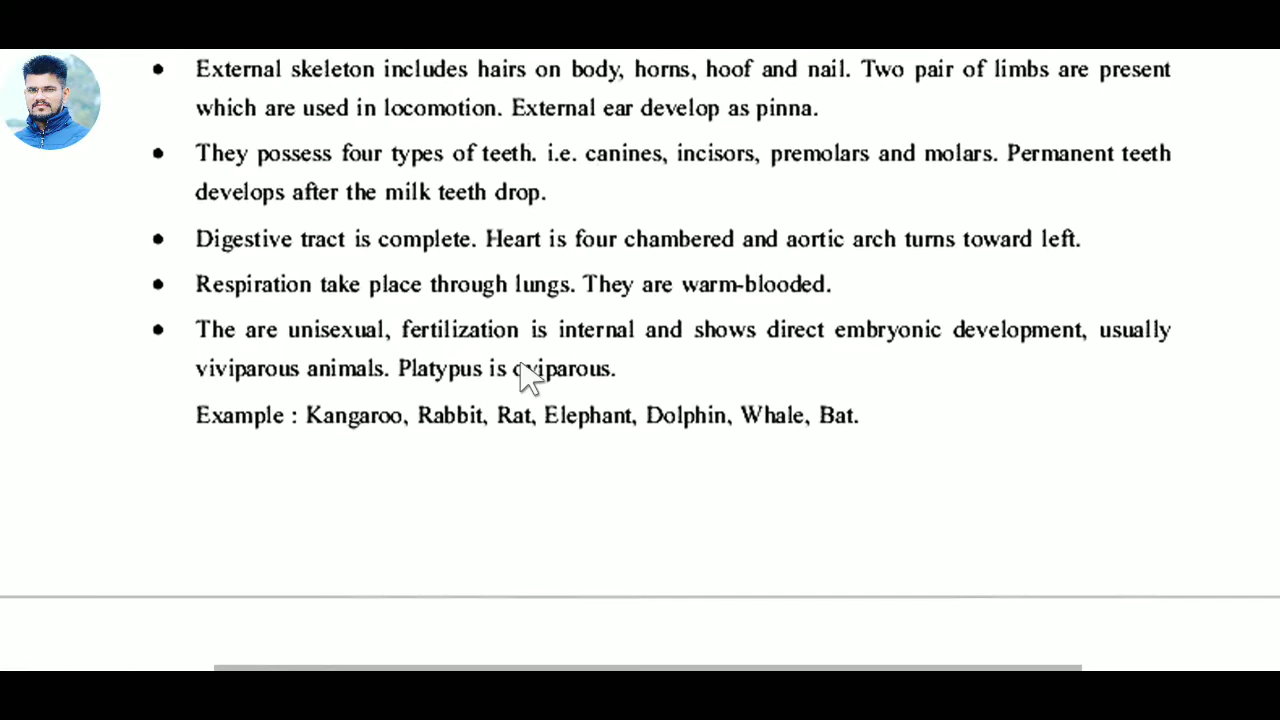 • External skeleton includes hairs on body, horns, hoof and nail. Two pair of limbs are present
which are used in locomotion. External ear develop as pinna.
• They possess four types of teeth. i.e. canines, incisors, premolars and molars. Permanent teeth
develops after the milk teeth drop.
• Digestive tract is complete. Heart is four chambered and aortic arch turns toward left.
• Respiration take place through lungs. They are warm-blooded.
• The are unisexual, fertilization is internal and shows direct embryonic development, usually
viviparous animals. Platypus is oviparous.
Example : Kangaroo, Rabbit, Rat, Elephant, Dolphin, Whale, Bat.